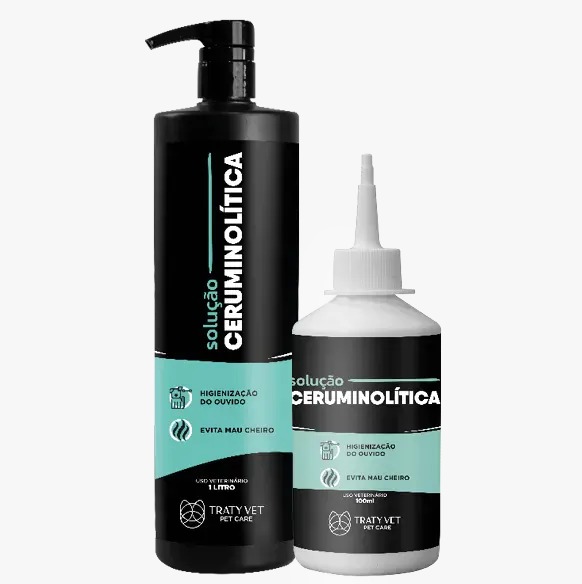 solução
CERUMINOLÍTICA
HIGIENIZAÇÃO
DO OUVIDO
EVITA MAU CHEIRO
USO VETERINÁRIO
1 LITRO
TRATY VET
PET CARE
solução
CERUMINOLÍTICA
HIGIENIZAÇÃO
DO OUVIDO
EVITA MAU CHEIRO
USO VETERINÁRIO
100ml
TRATY VET
PET CARE